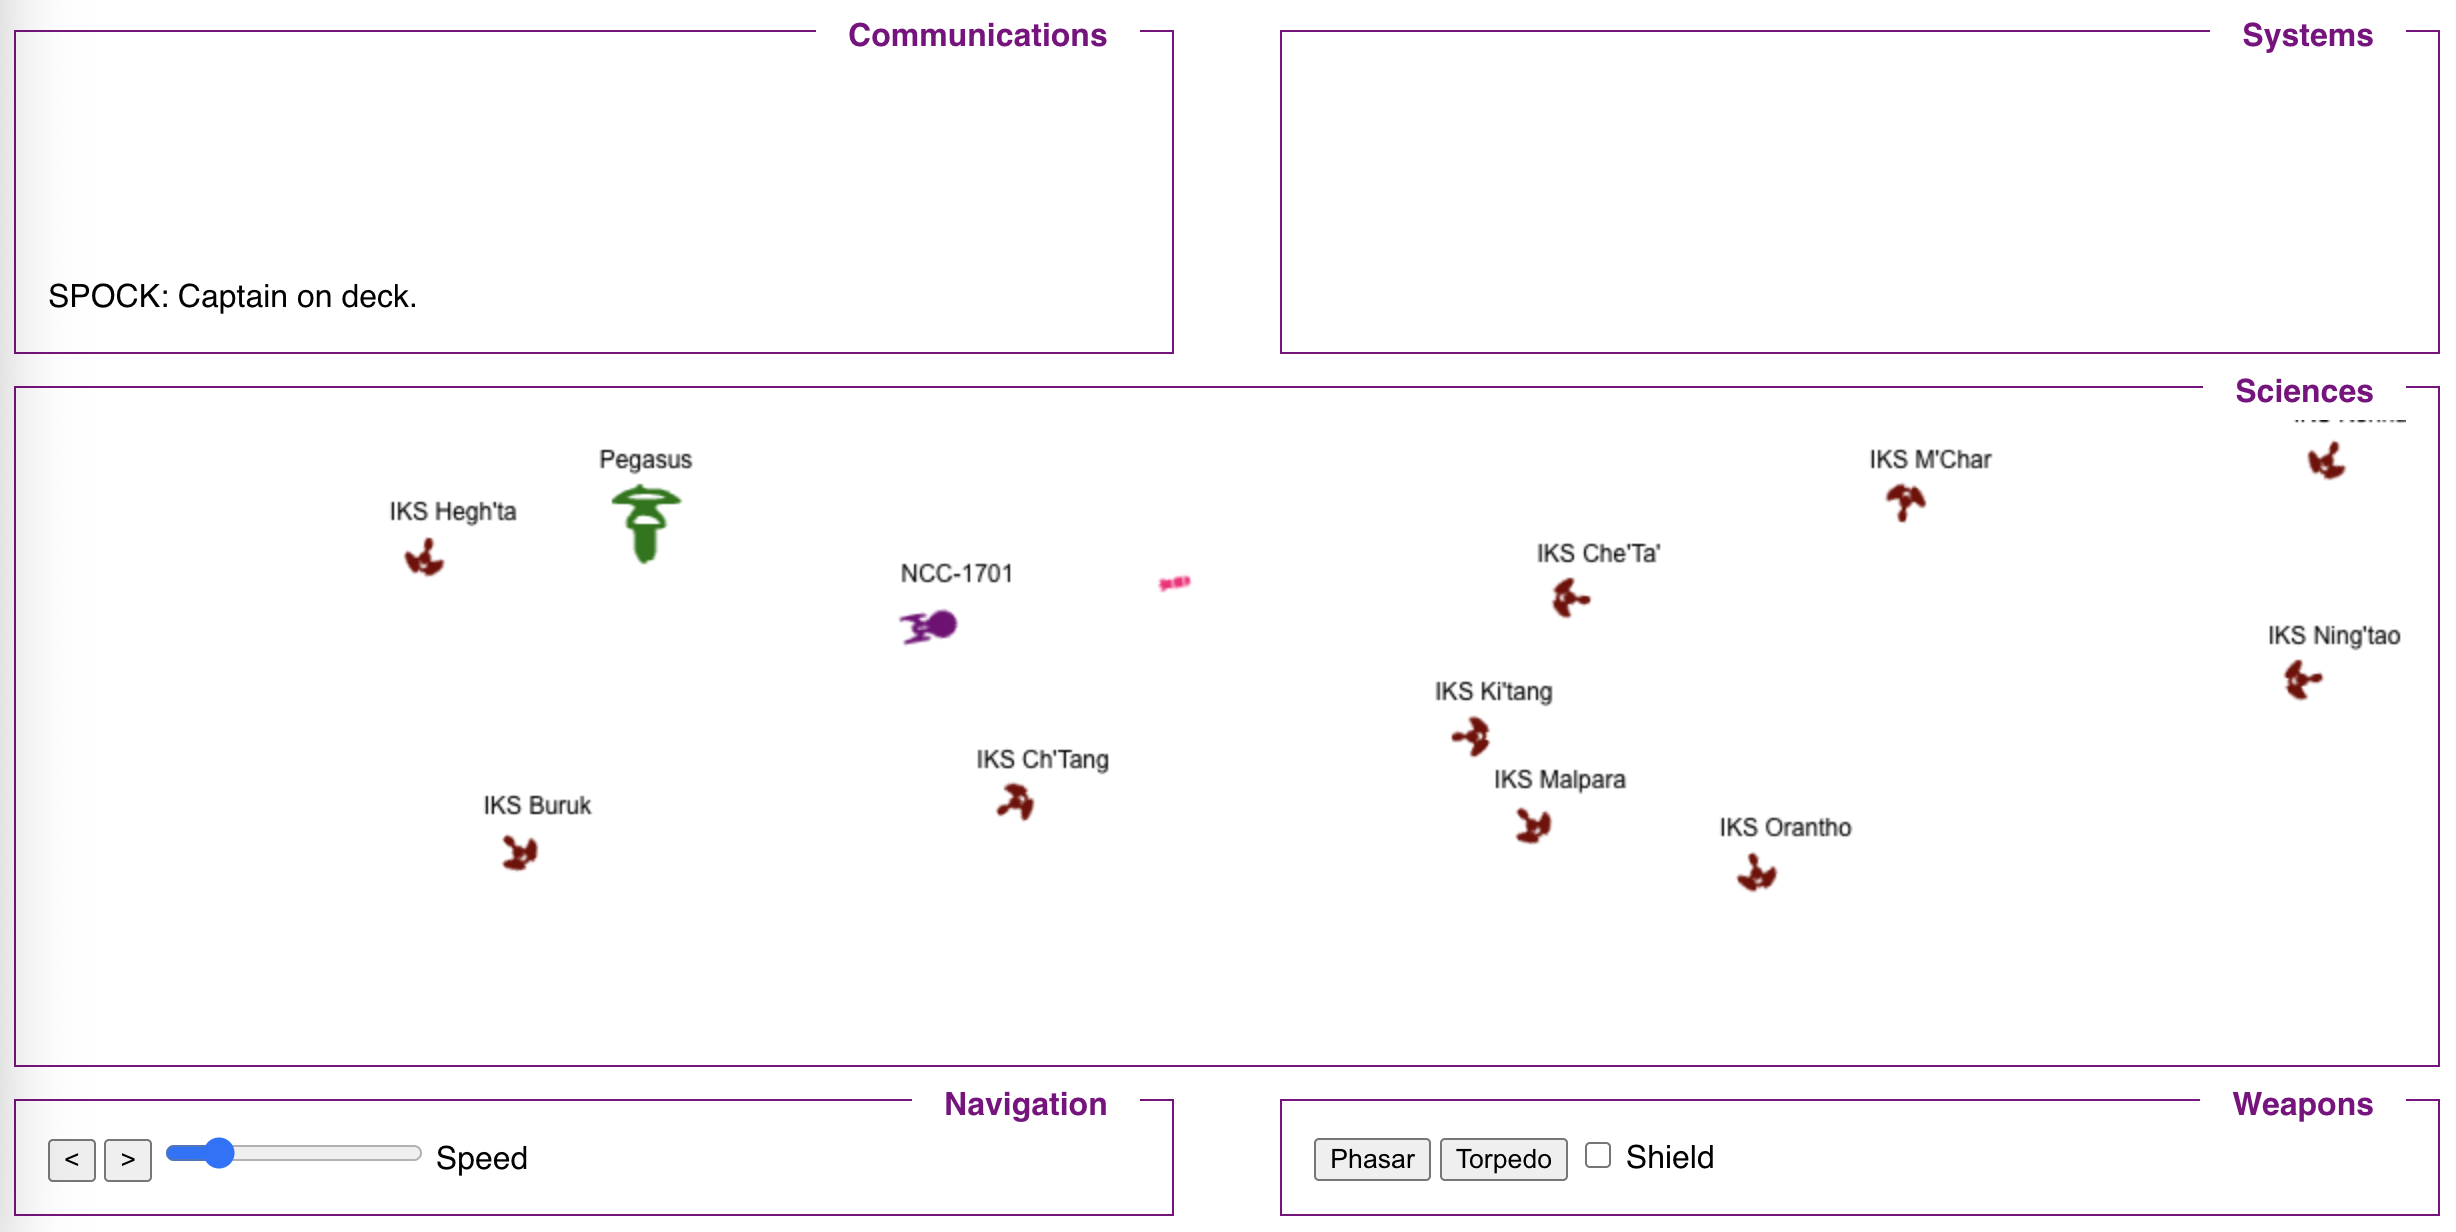 Communications
Systems
SPOCK: Captain on deck.
Sciences
Pegasus
IKS M'Char
IKS Hegh'ta
IKS Che'Ta'
NCC-1701
IKS Ning'tao
IKS Ki'tang
IKS Ch'Tang
IKS Malpara
IKS Buruk
IKS Orantho
Navigation
Weapons
< > Speed
Phasar Torpedo Shield